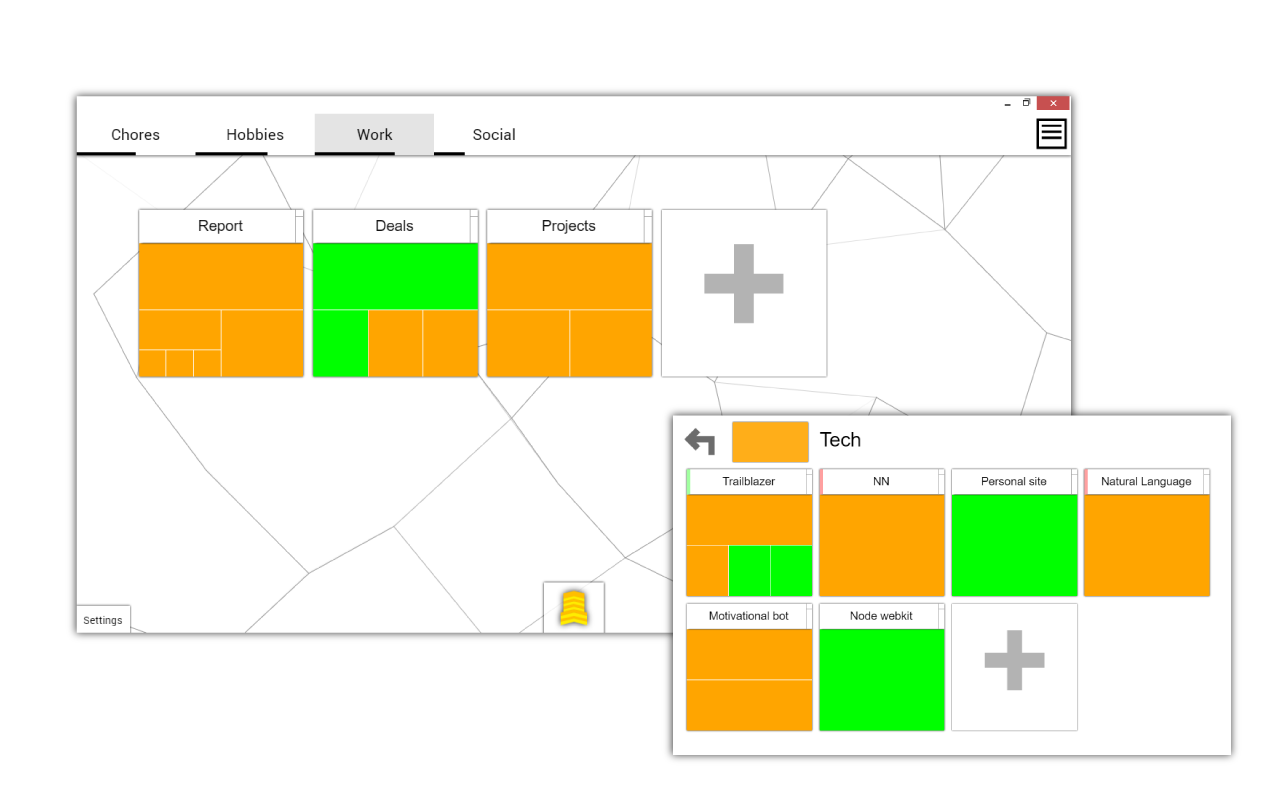 Chores Hobbies Work Social
Report Deals Projects
Settings
Tech
Trailblazer NN Personal site Natural Language
Motivational bot Node webkit